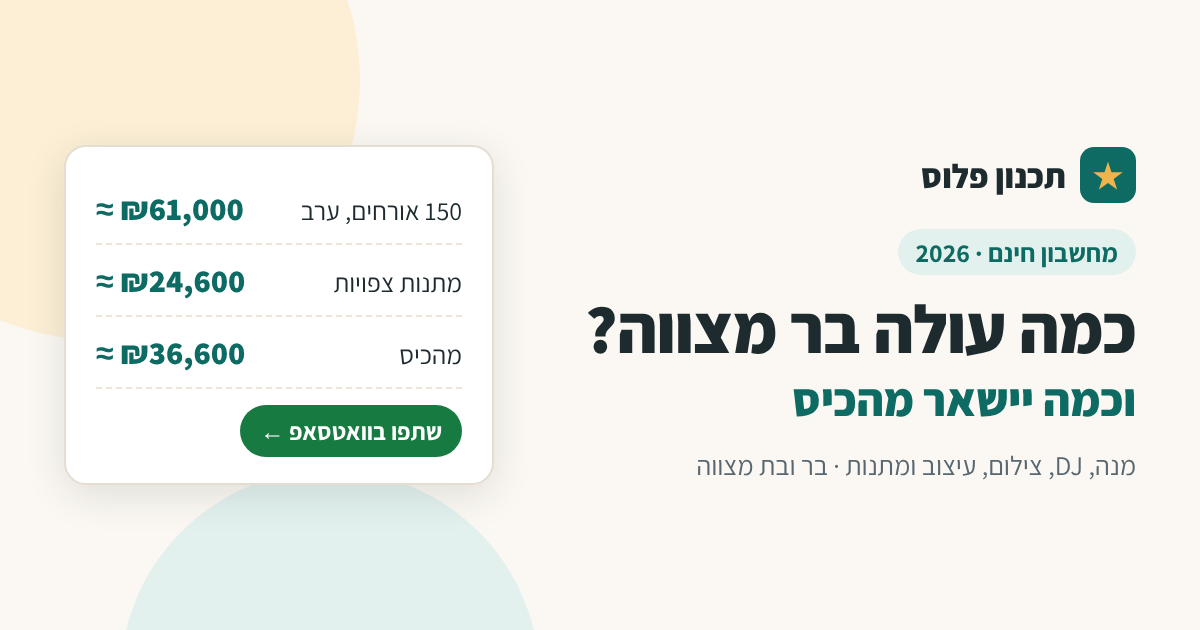 תכנון פלוס
מחשבון חינם · 2026
כמה עולה בר מצווה?
וכמה יישאר מהכיס
מנה, DJ, צילום, עיצוב ומתנות · בר ובת מצווה
150 אורחים, ערב ≈ ₪61,000
מתנות צפויות ≈ ₪24,600
מהכיס ≈ ₪36,600
שתפו בוואטסאפ ←